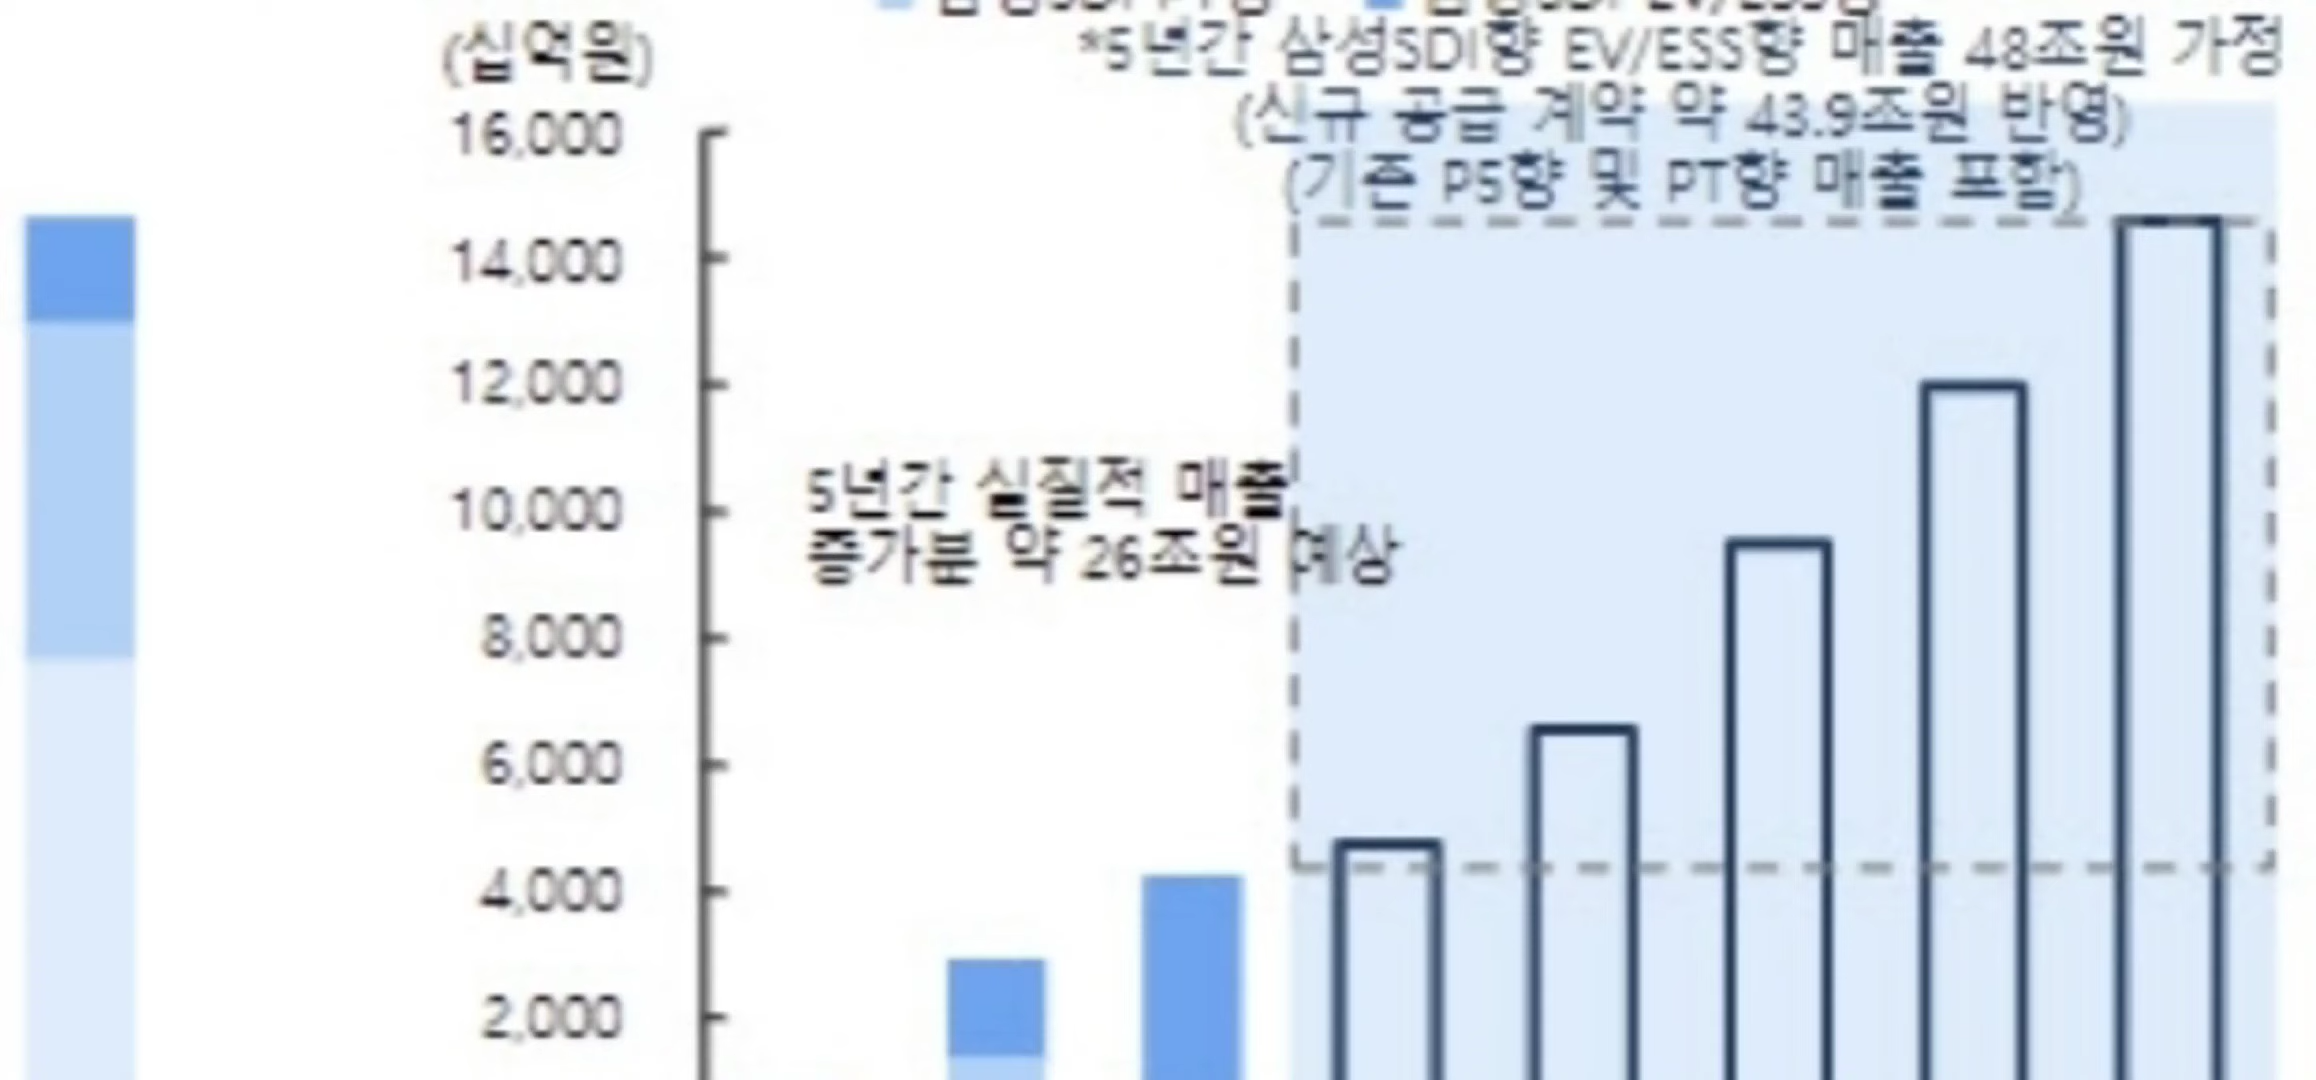 (십억원)
*5년간 삼성SDI향 EV/ESS향 매출 48조원 가정
(신규 공급 계약 약 43.9조원 반영)
(기존 P5향 및 PT향 매출 포함)
16,000
14,000
12,000
10,000
8,000
6,000
4,000
2,000
5년간 실질적 매출
증가분 약 26조원 예상